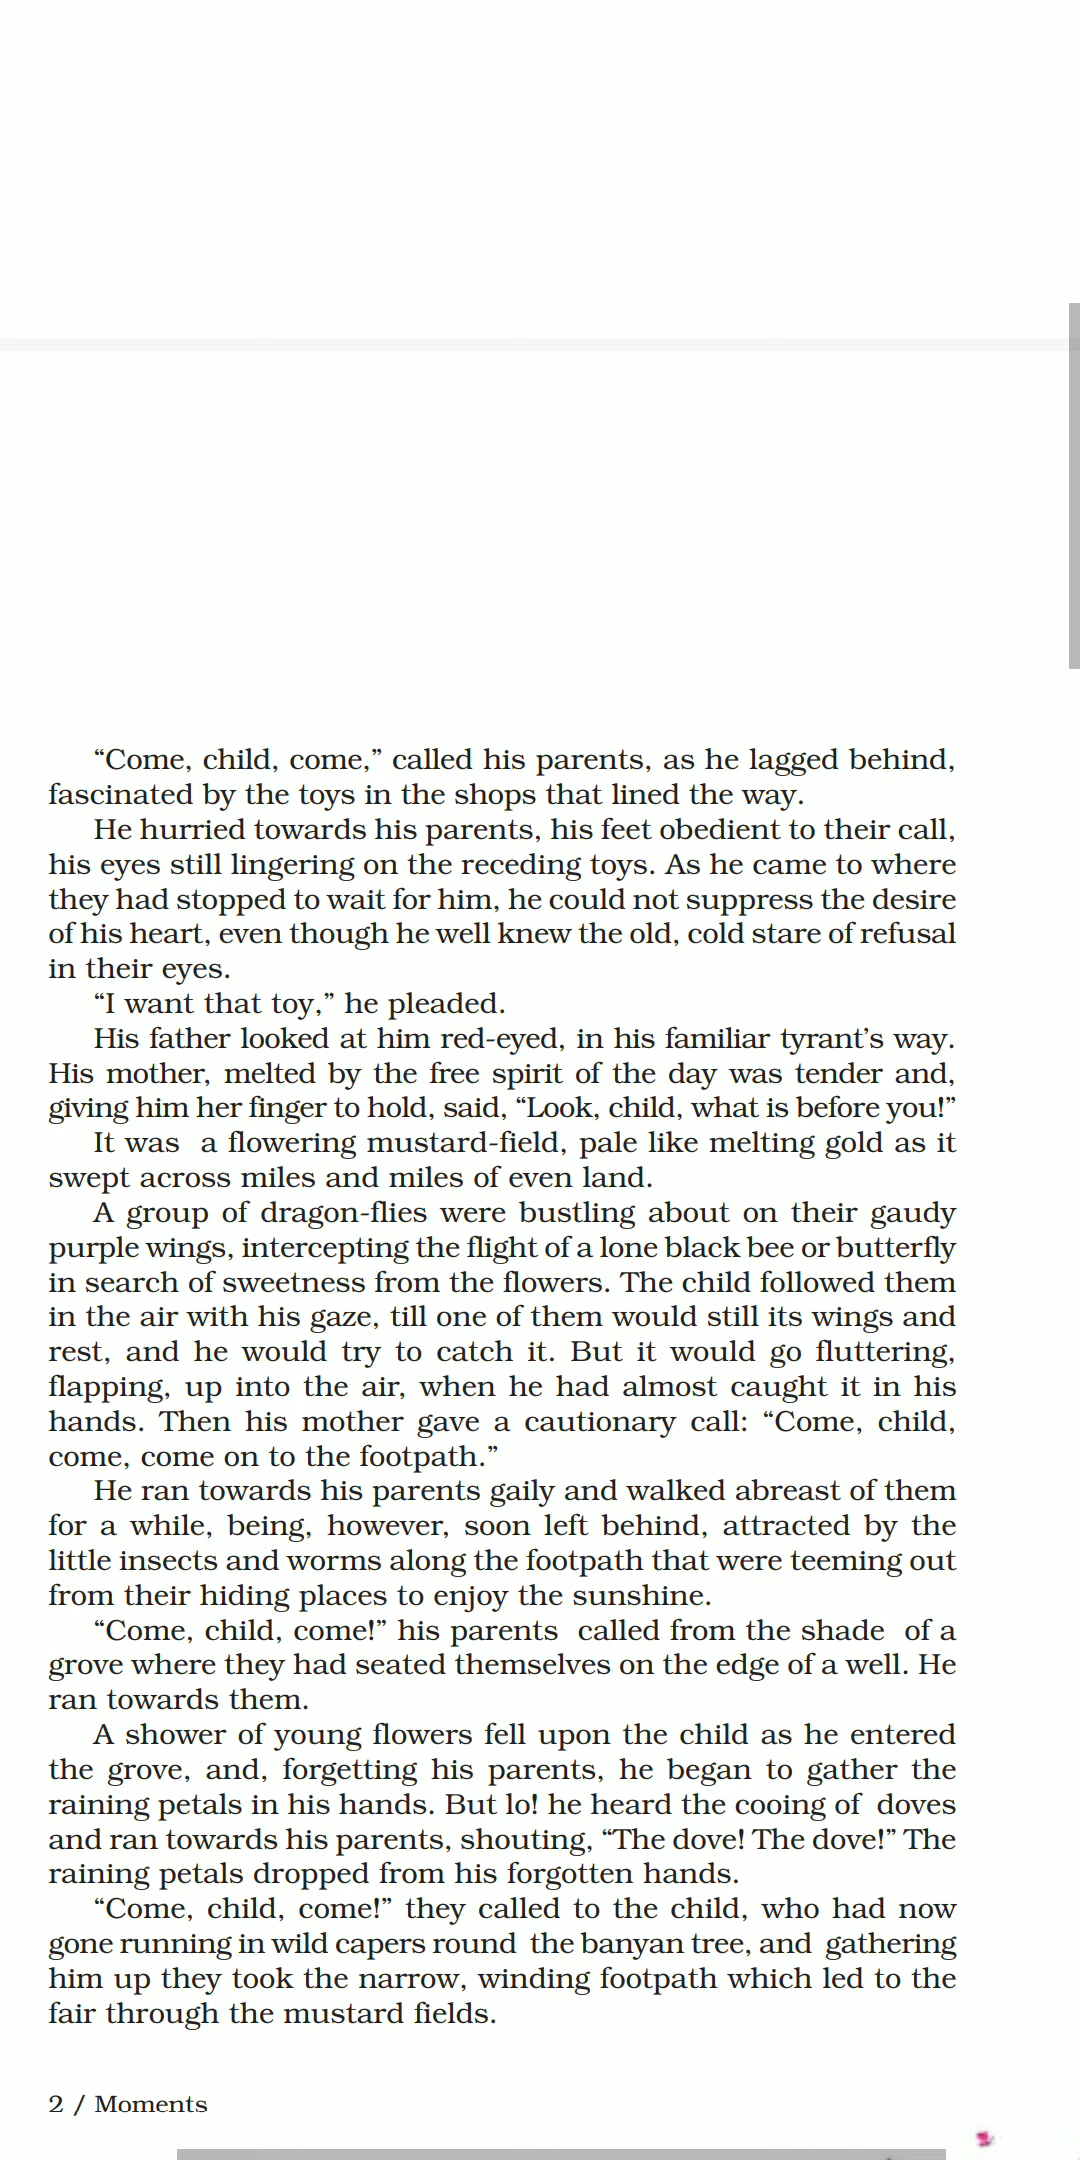 “Come, child, come,” called his parents, as he lagged behind,
fascinated by the toys in the shops that lined the way.
He hurried towards his parents, his feet obedient to their call,
his eyes still lingering on the receding toys. As he came to where
they had stopped to wait for him, he could not suppress the desire
of his heart, even though he well knew the old, cold stare of refusal
in their eyes.
“I want that toy,” he pleaded.
His father looked at him red-eyed, in his familiar tyrant’s way.
His mother, melted by the free spirit of the day was tender and,
giving him her finger to hold, said, “Look, child, what is before you!”
It was a flowering mustard-field, pale like melting gold as it
swept across miles and miles of even land.
A group of dragon-flies were bustling about on their gaudy
purple wings, intercepting the flight of a lone black bee or butterfly
in search of sweetness from the flowers. The child followed them
in the air with his gaze, till one of them would still its wings and
rest, and he would try to catch it. But it would go fluttering,
flapping, up into the air, when he had almost caught it in his
hands. Then his mother gave a cautionary call: “Come, child,
come, come on to the footpath.”
He ran towards his parents gaily and walked abreast of them
for a while, being, however, soon left behind, attracted by the
little insects and worms along the footpath that were teeming out
from their hiding places to enjoy the sunshine.
“Come, child, come!” his parents called from the shade of a
grove where they had seated themselves on the edge of a well. He
ran towards them.
A shower of young flowers fell upon the child as he entered
the grove, and, forgetting his parents, he began to gather the
raining petals in his hands. But lo! he heard the cooing of doves
and ran towards his parents, shouting, “The dove! The dove!” The
raining petals dropped from his forgotten hands.
“Come, child, come!” they called to the child, who had now
gone running in wild capers round the banyan tree, and gathering
him up they took the narrow, winding footpath which led to the
fair through the mustard fields.
2 / Moments